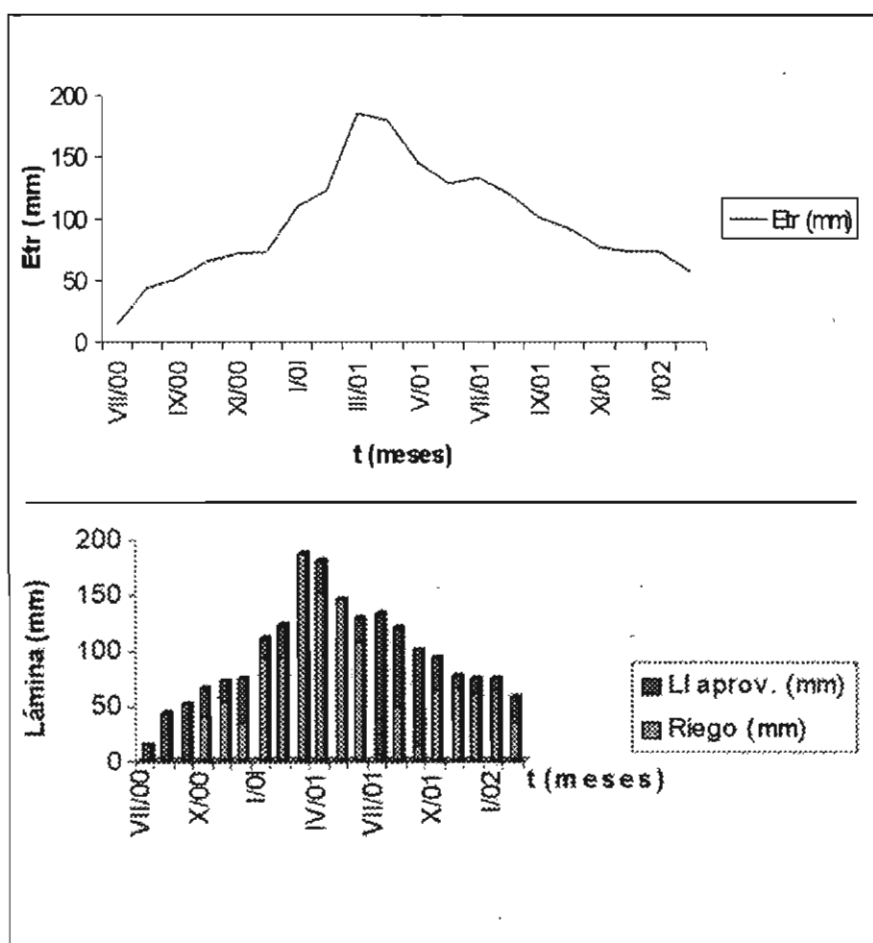 200
150
100
50
0
Etr (mm)
VII/00
IX/00
XI/00
I/01
III/01
V/01
VII/01
IX/01
XI/01
I/02
t (meses)
Etr (mm)
200
150
100
50
0
Lámina (mm)
VII/00
X/00
I/01
IV/01
VII/01
X/01
I/02
t (meses)
Ll aprov. (mm)
Riego (mm)